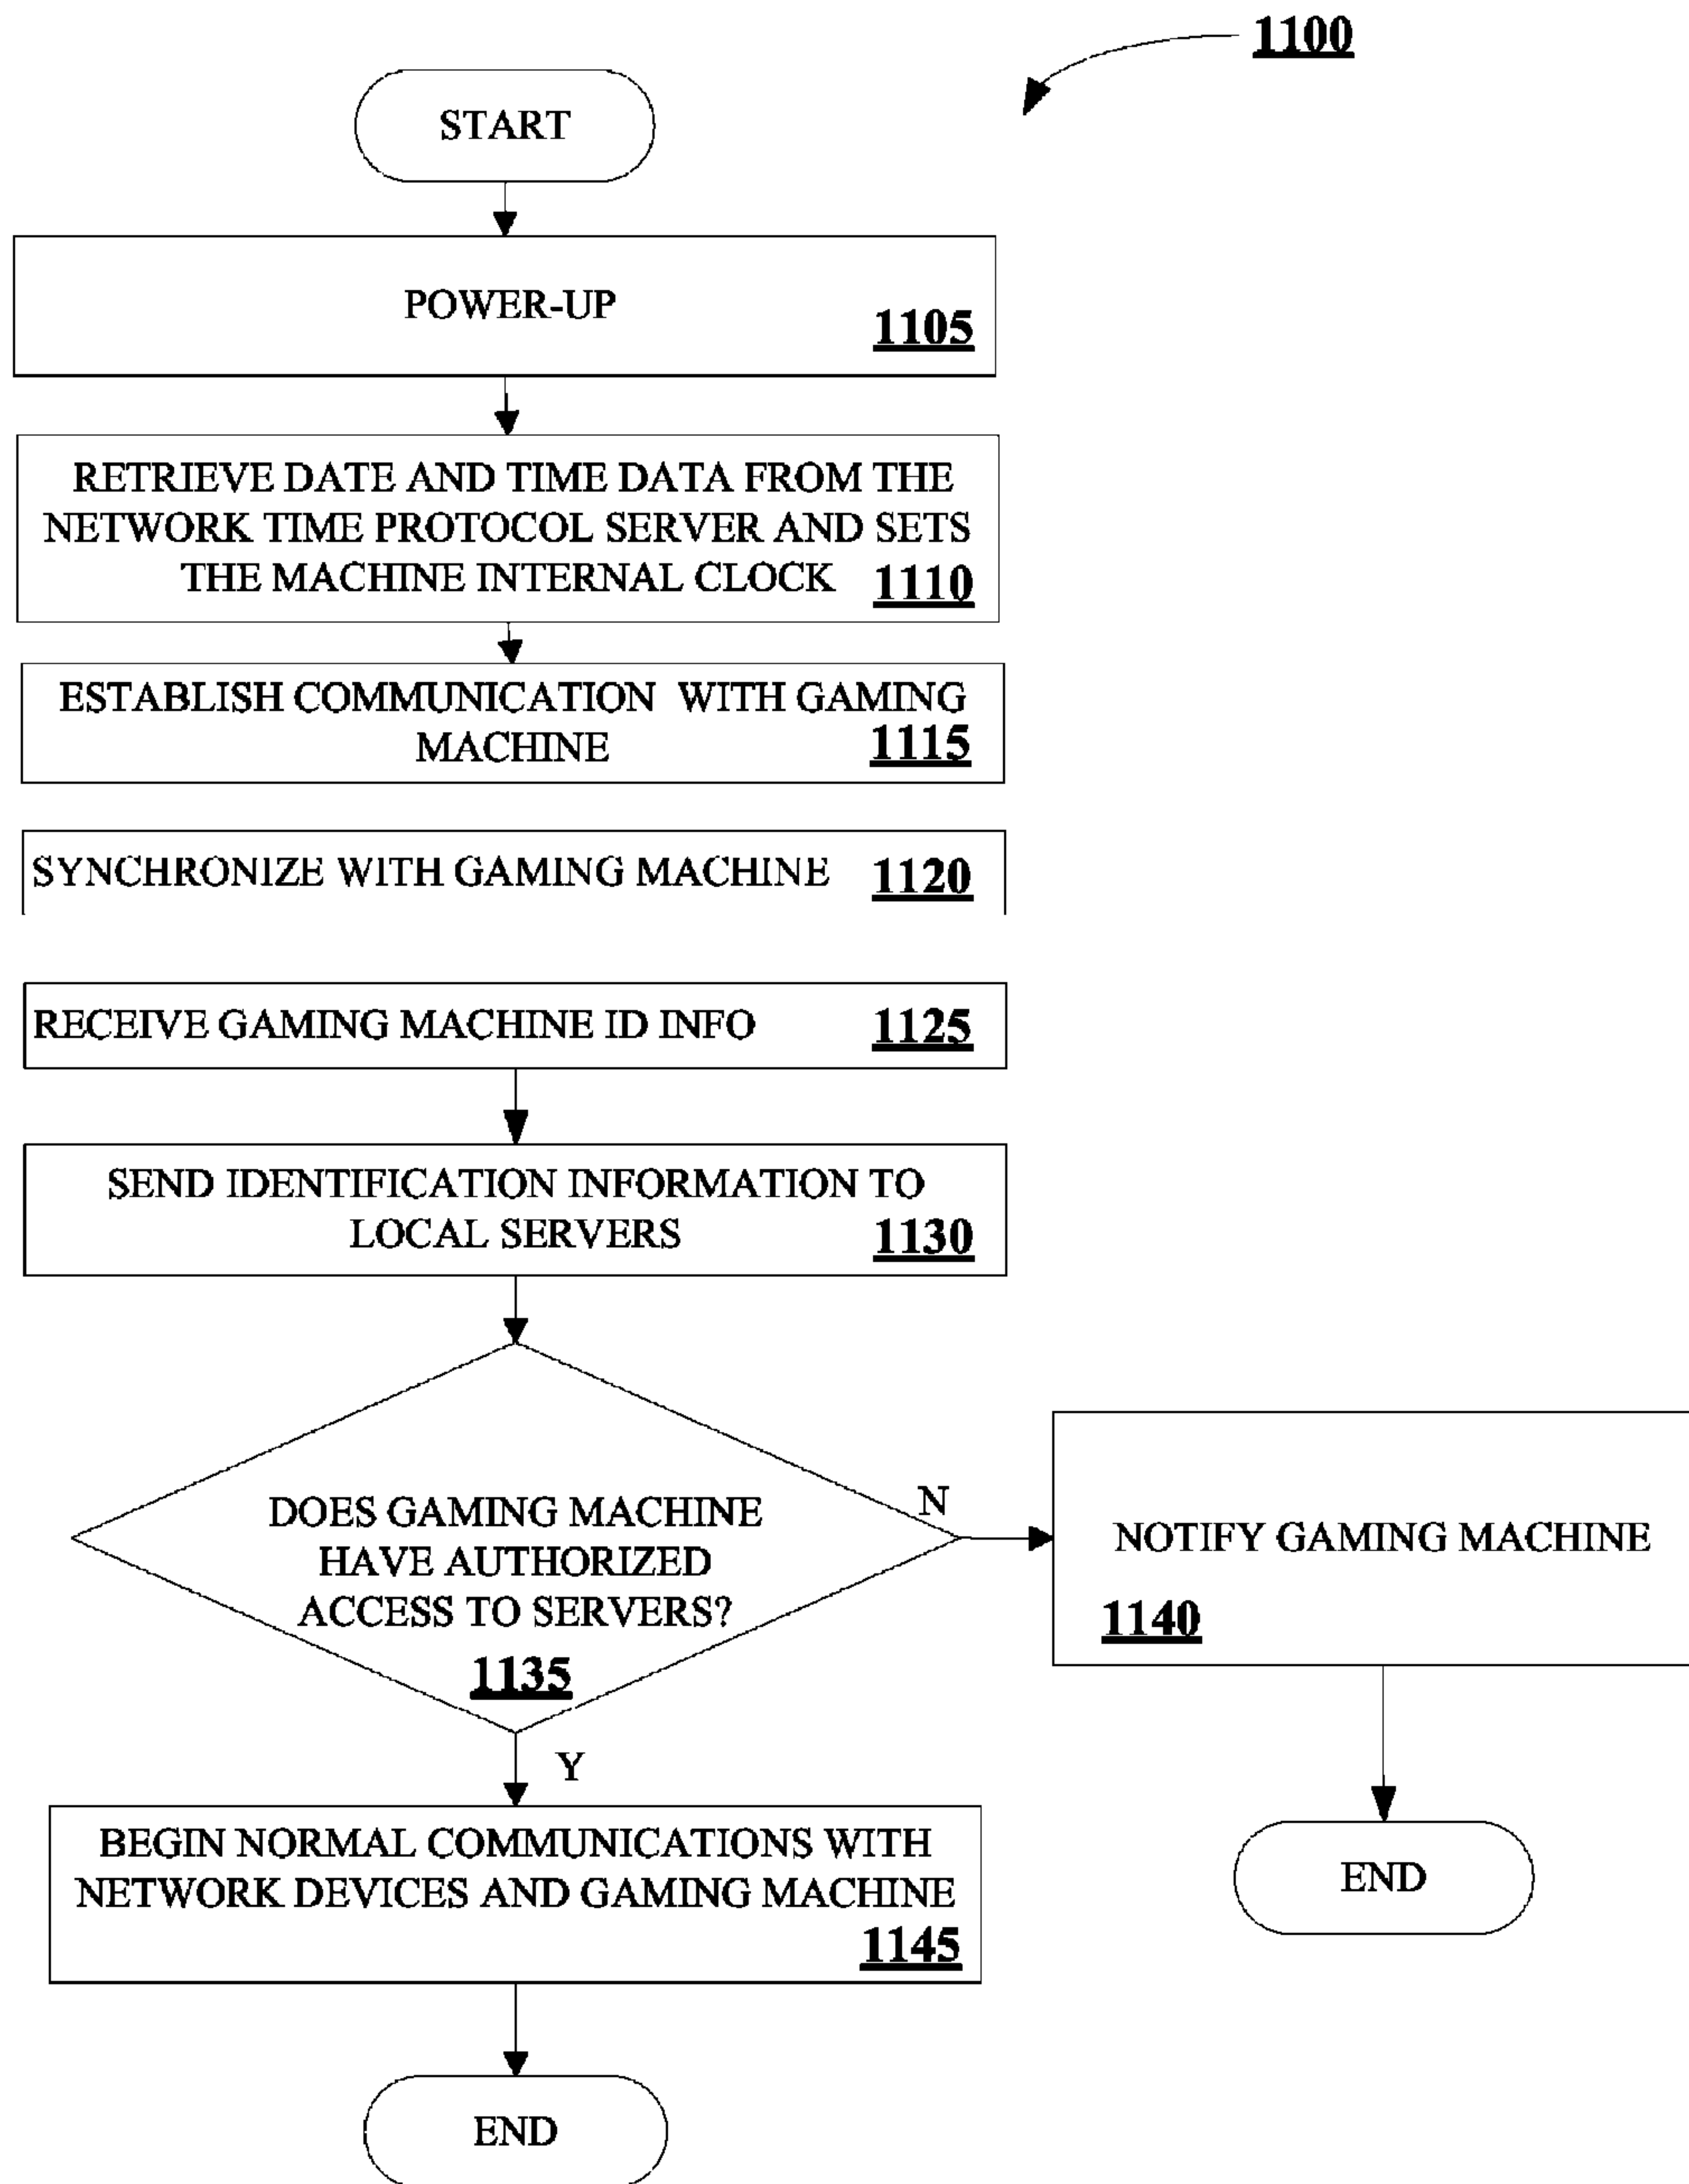 1100
START
POWER-UP
1105
RETRIEVE DATE AND TIME DATA FROM THE
NETWORK TIME PROTOCOL SERVER AND SETS
THE MACHINE INTERNAL CLOCK 1110
ESTABLISH COMMUNICATION WITH GAMING
MACHINE 1115
SYNCHRONIZE WITH GAMING MACHINE 1120
RECEIVE GAMING MACHINE ID INFO 1125
SEND IDENTIFICATION INFORMATION TO
LOCAL SERVERS 1130
DOES GAMING MACHINE
HAVE AUTHORIZED
ACCESS TO SERVERS?
1135
N
NOTIFY GAMING MACHINE
1140
END
Y
BEGIN NORMAL COMMUNICATIONS WITH
NETWORK DEVICES AND GAMING MACHINE
1145
END